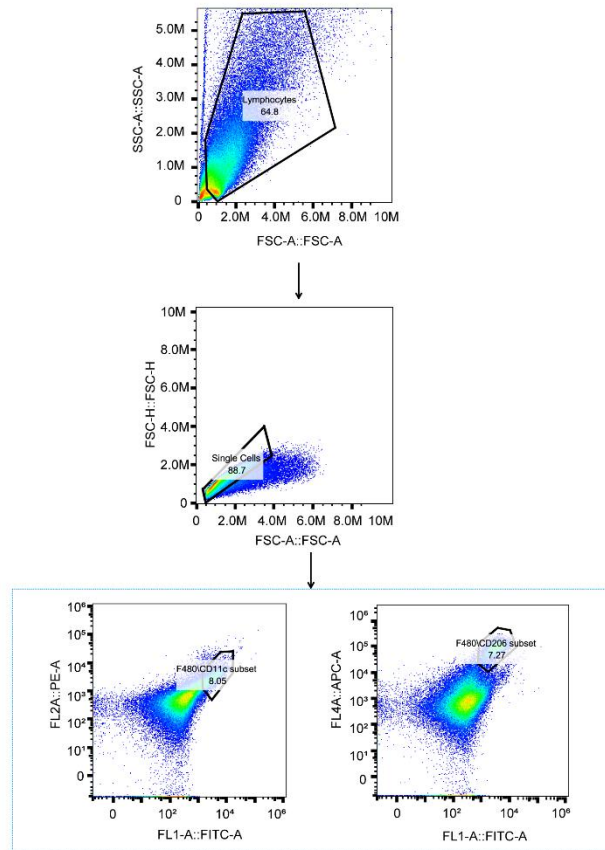 5.0M
4.0M
3.0M
2.0M
1.0M
0
SSC-A::SSC-A
Lymphocytes
64.8
0 2.0M 4.0M 6.0M 10M
FSC-A::FSC-A
10M
8.0M
6.0M
4.0M
2.0M
0
FSC-H::FSC-H
Single Cells
88.7
0 2.0M 4.0M 6.0M 10M
FSC-A::FSC-A
10⁶
10⁵
10⁴
10³
10²
10¹
0
FL2A::PE-A
F480\CD11c subset
8.05
0 10² 10⁴ 10⁶
FL1-A::FITC-A
10⁶
10⁵
10⁴
10³
10²
10¹
0
FL4A::APC-A
F480\CD206 subset
7.27
0 10² 10⁴ 10⁶
FL1-A::FITC-A